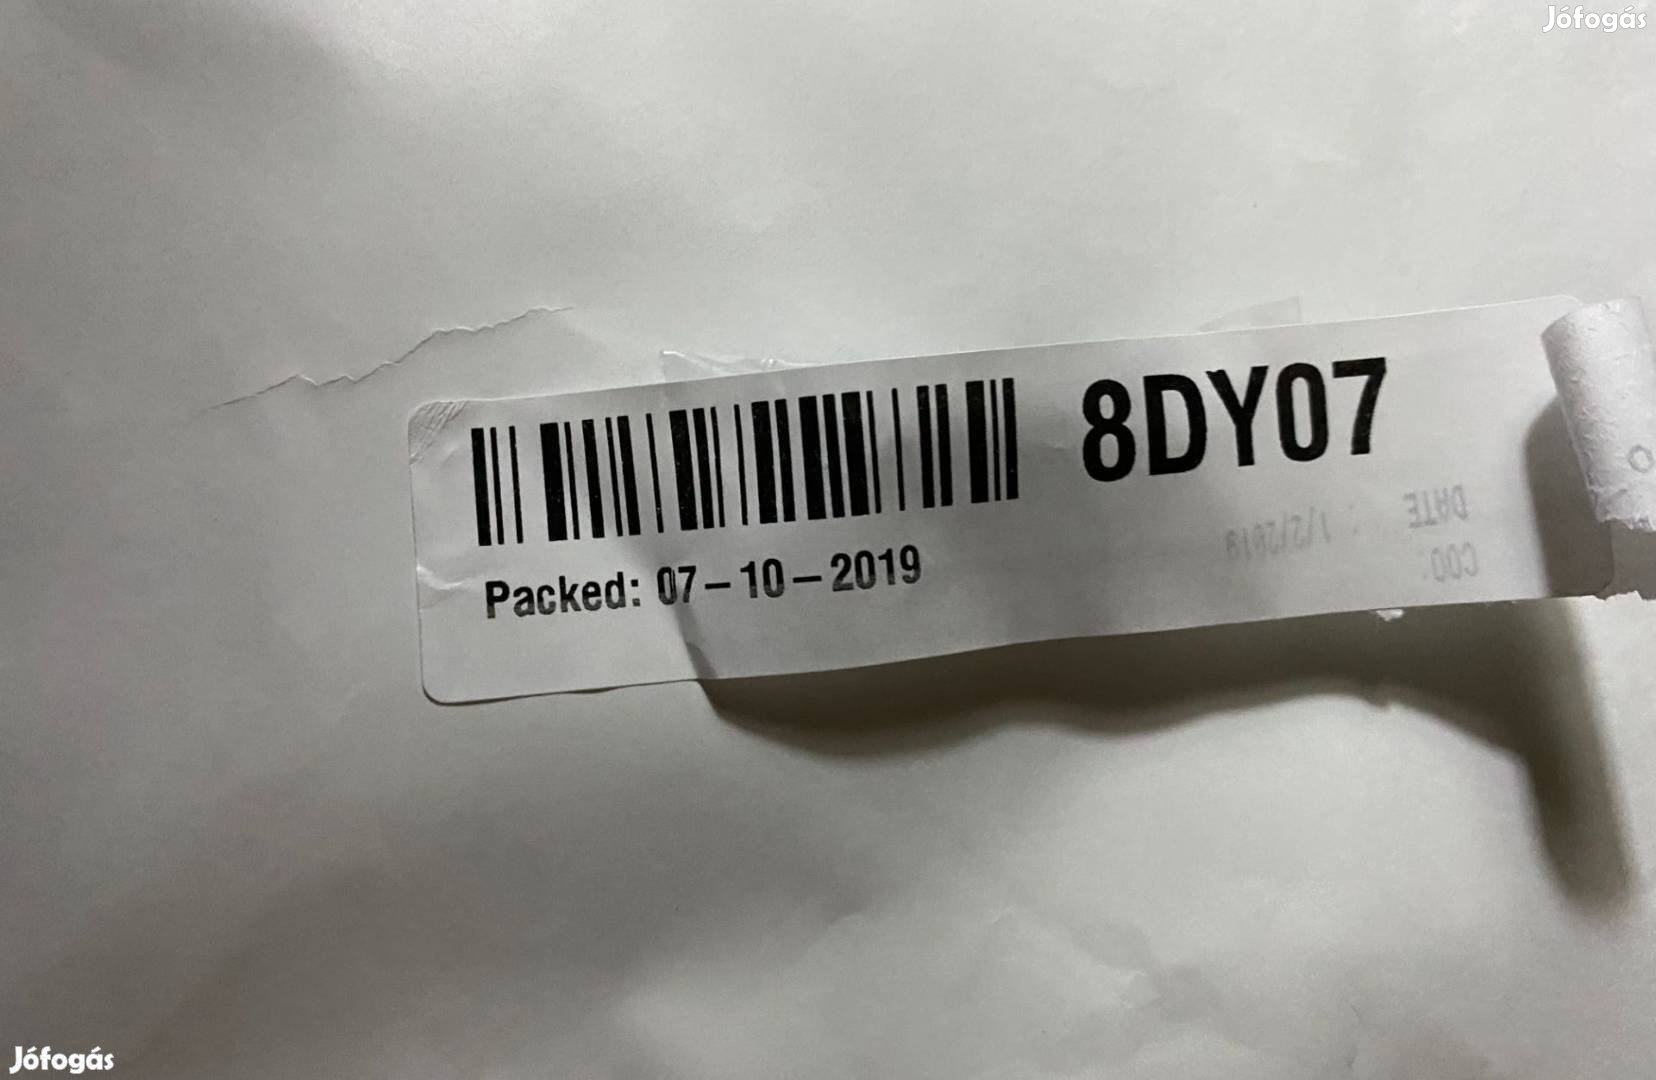 Jófogás
8DY07
Packed: 07-10-2019
DATE :
COO:
Jófogás